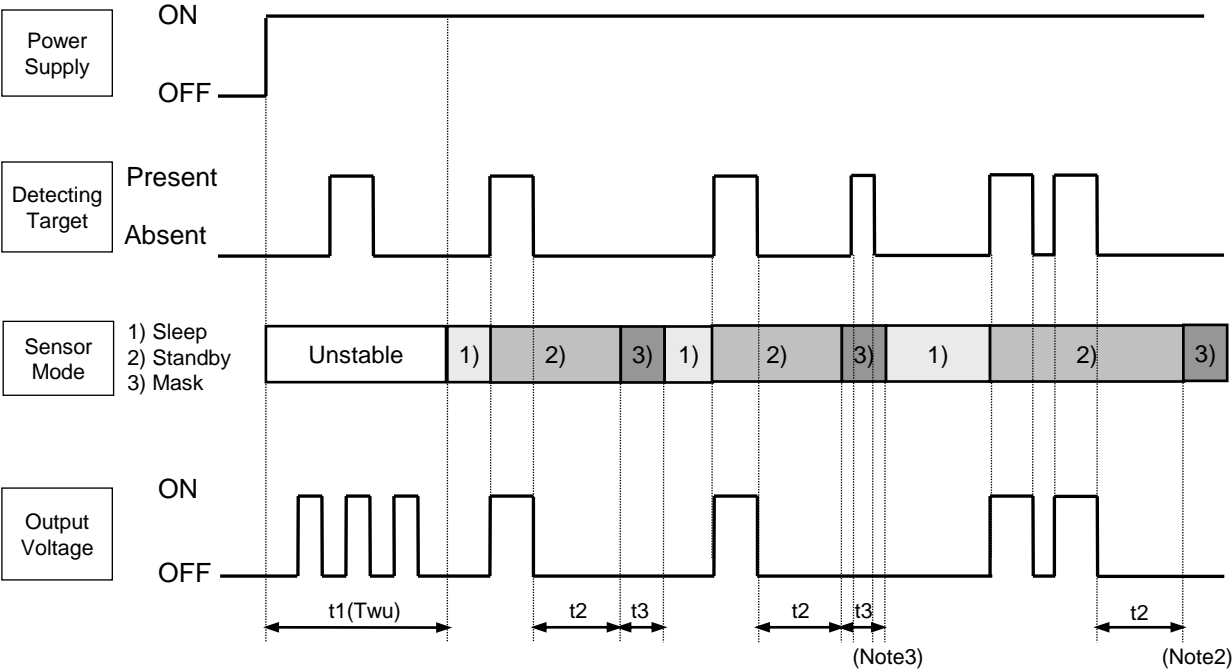 Power
Supply
ON
OFF
Detecting
Target
Present
Absent
Sensor
Mode
1) Sleep
2) Standby
3) Mask
Unstable
1)
2)
3)
1)
2)
3)
1)
2)
3)
Output
Voltage
ON
OFF
t1(Twu)
t2
t3
t2
t3
t2
(Note3)
(Note2)